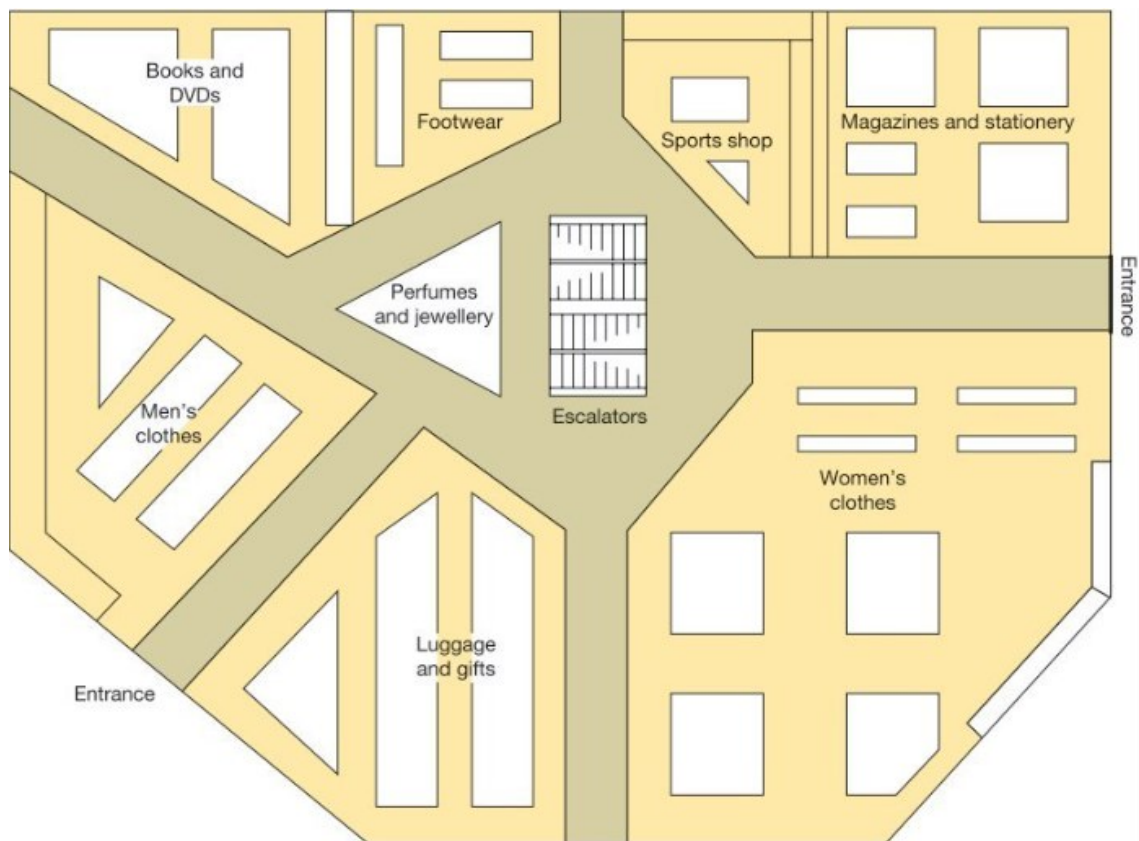 Books and
DVDs
Footwear
Sports shop
Magazines and stationery
Perfumes
and jewellery
Escalators
Entrance
Men's
clothes
Women's
clothes
Luggage
and gifts
Entrance